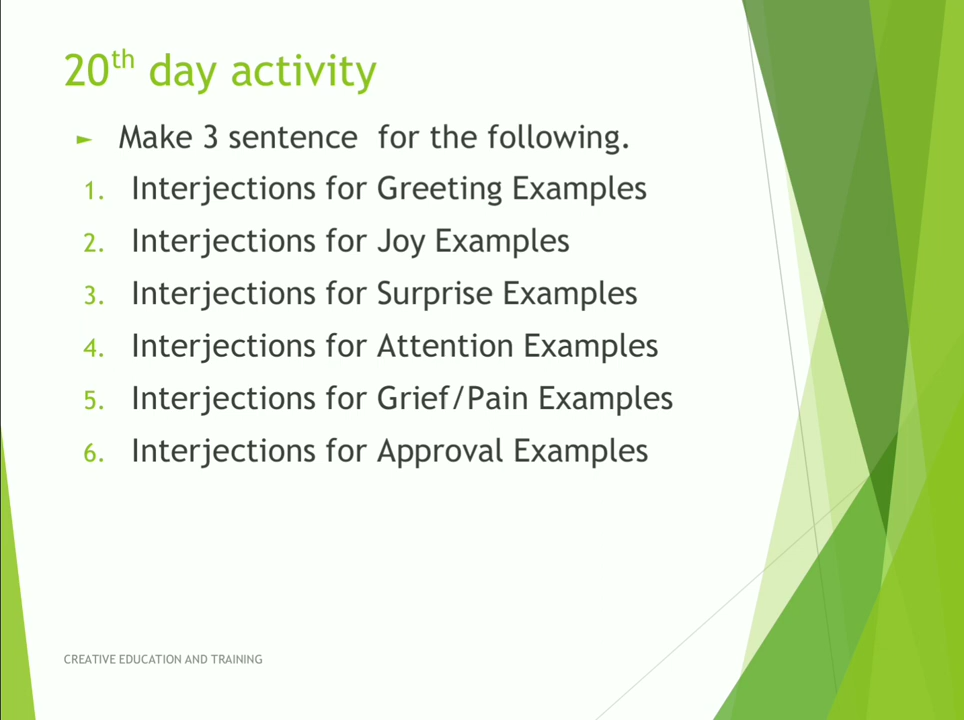 20th day activity
► Make 3 sentence for the following.
1. Interjections for Greeting Examples
2. Interjections for Joy Examples
3. Interjections for Surprise Examples
4. Interjections for Attention Examples
5. Interjections for Grief/Pain Examples
6. Interjections for Approval Examples
CREATIVE EDUCATION AND TRAINING